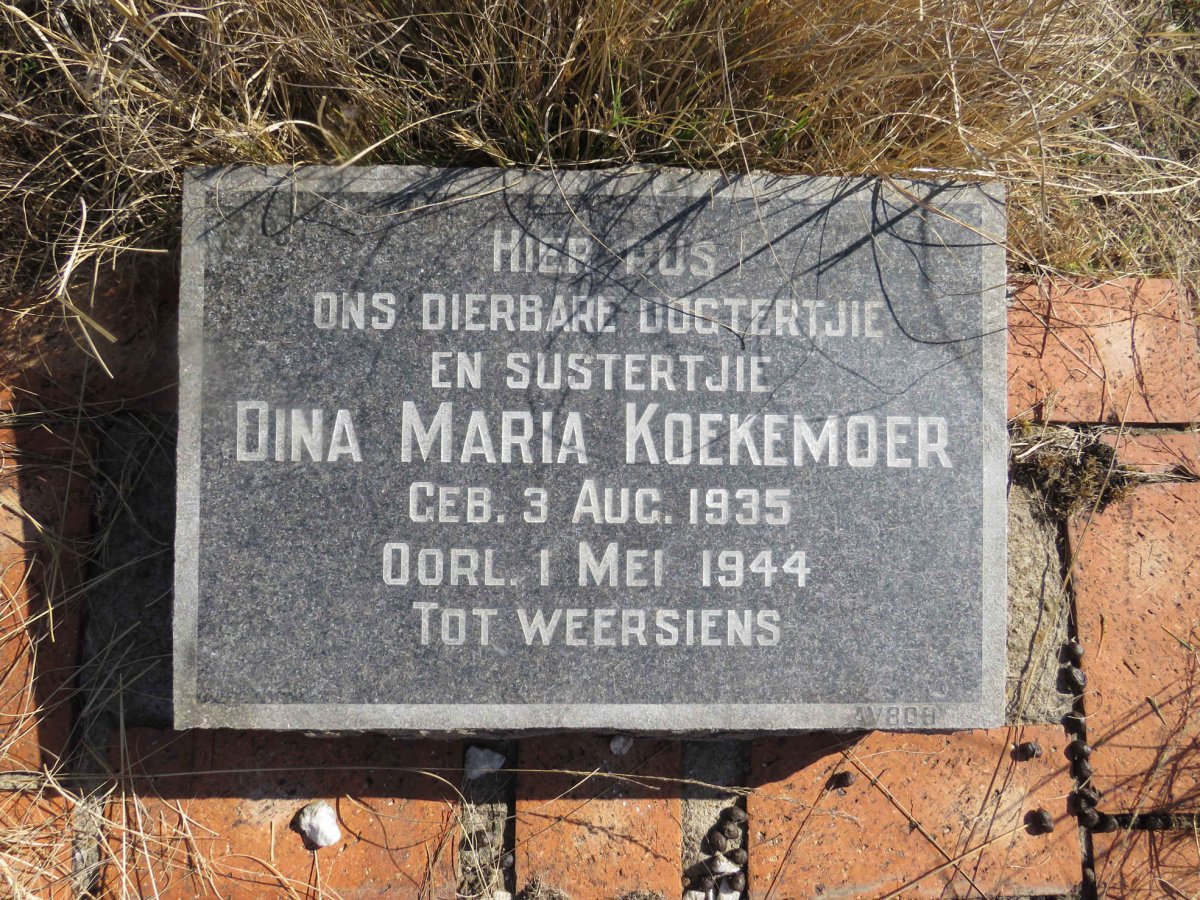 HIER RUS
ONS DIERBARE DOGTERTJIE
EN SUSTERTJIE
DINA MARIA KOEKEMOER
GEB. 3 AUG. 1935
OORL. 1 MEI 1944
TOT WEERSIENS